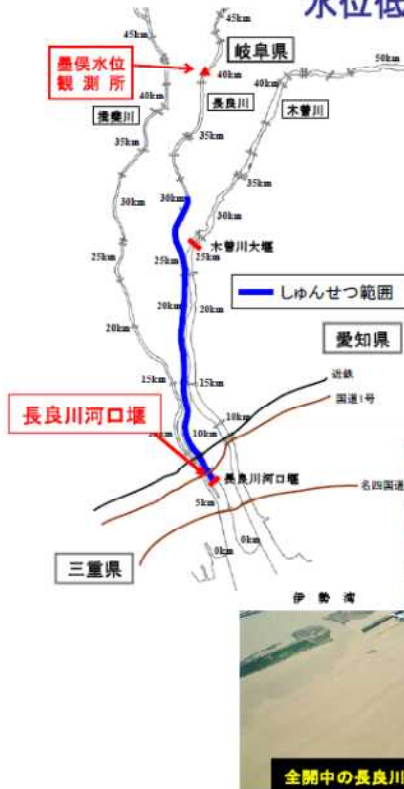 水位低
45km
45km
岐阜県
墨俣水位
観測所
40km
長良川
木曽川
50km
40km
40km
揖斐川
35km
35km
35km
30km
30km
30km
木曽川大堰
25km
25km
25km
しゅんせつ範囲
20km
20km
20km
愛知県
15km
15km
近鉄
国道1号
長良川河口堰
10km
10km
長良川河口堰
名四国道
5km
三重県
0km
0km
伊勢湾
全開中の長良川